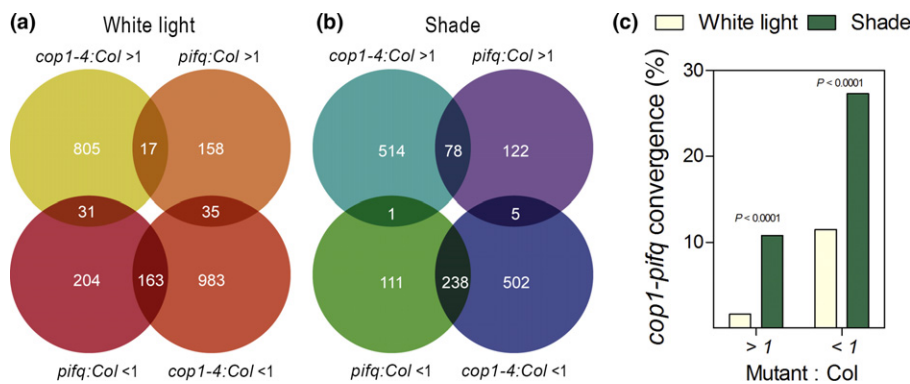 (a) White light
cop1-4:Col >1 pifq:Col >1
805 17 158
31 35
204 163 983
pifq:Col <1 cop1-4:Col <1
(b) Shade
cop1-4:Col >1 pifq:Col >1
514 78 122
1 5
111 238 502
pifq:Col <1 cop1-4:Col <1
(c) White light Shade
cop1-pifq convergence (%)
30
20
10
P < 0.0001
P < 0.0001
> 1 < 1
Mutant : Col